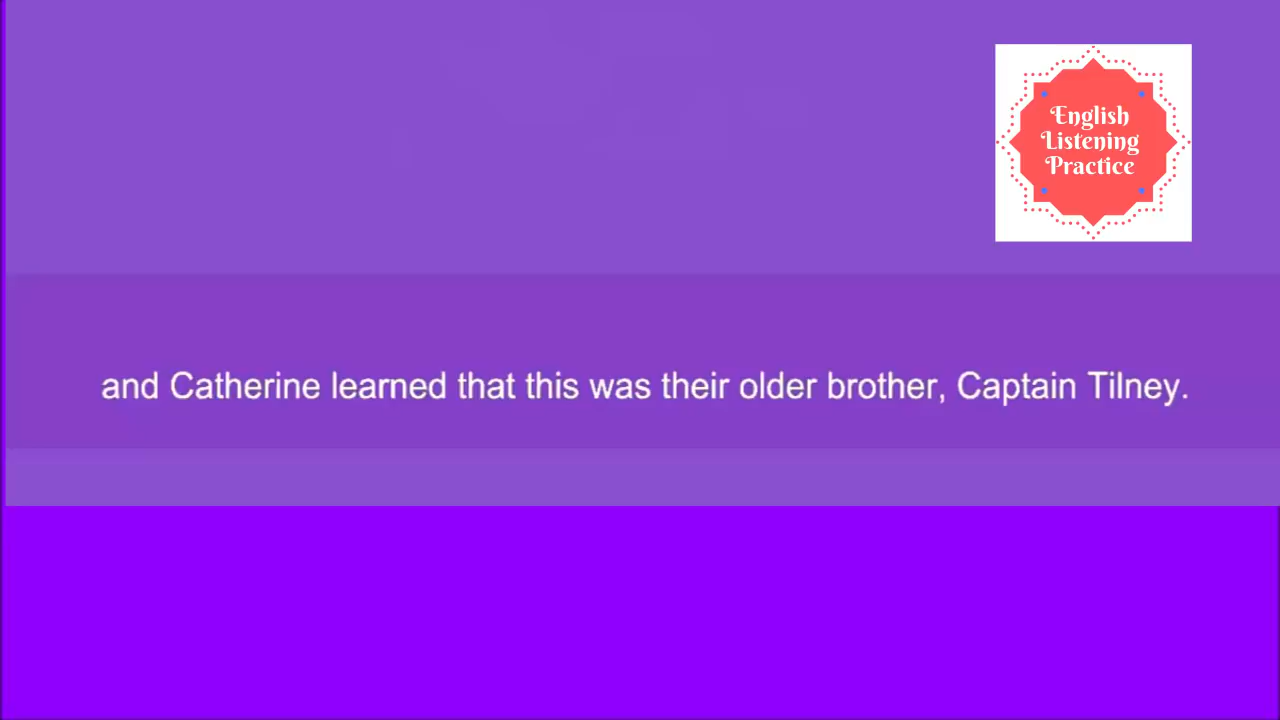 English
Listening
Practice
and Catherine learned that this was their older brother, Captain Tilney.